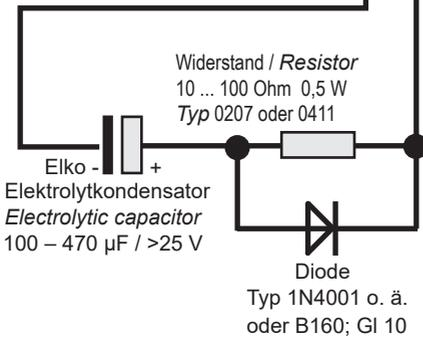 Widerstand / Resistor
10 ... 100 Ohm 0,5 W
Typ 0207 oder 0411
Elko - +
Elektrolytkondensator
Electrolytic capacitor
100 – 470 µF / >25 V
Diode
Typ 1N4001 o. ä.
oder B160; GI 10